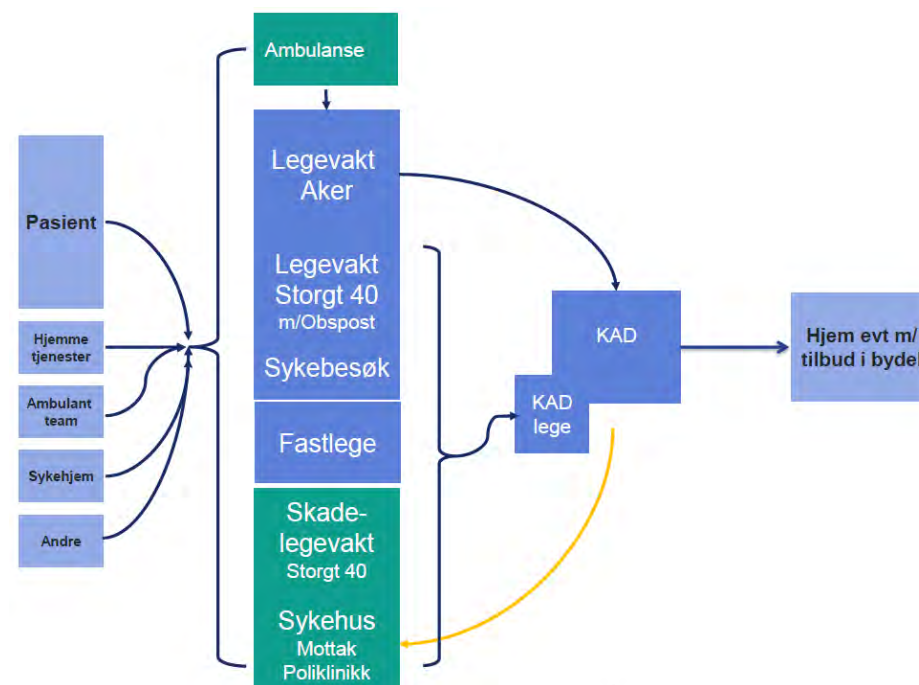 Ambulanse
Pasient
Hjemme
tjenester
Ambulant
team
Sykehjem
Andre
Legevakt
Aker
Legevakt
Storgt 40
m/Obspost
Sykebesøk
Fastlege
Skade-
legevakt
Storgt 40
Sykehus
Mottak
Poliklinikk
KAD
KAD
lege
Hjem evt m/
tilbud i bydel